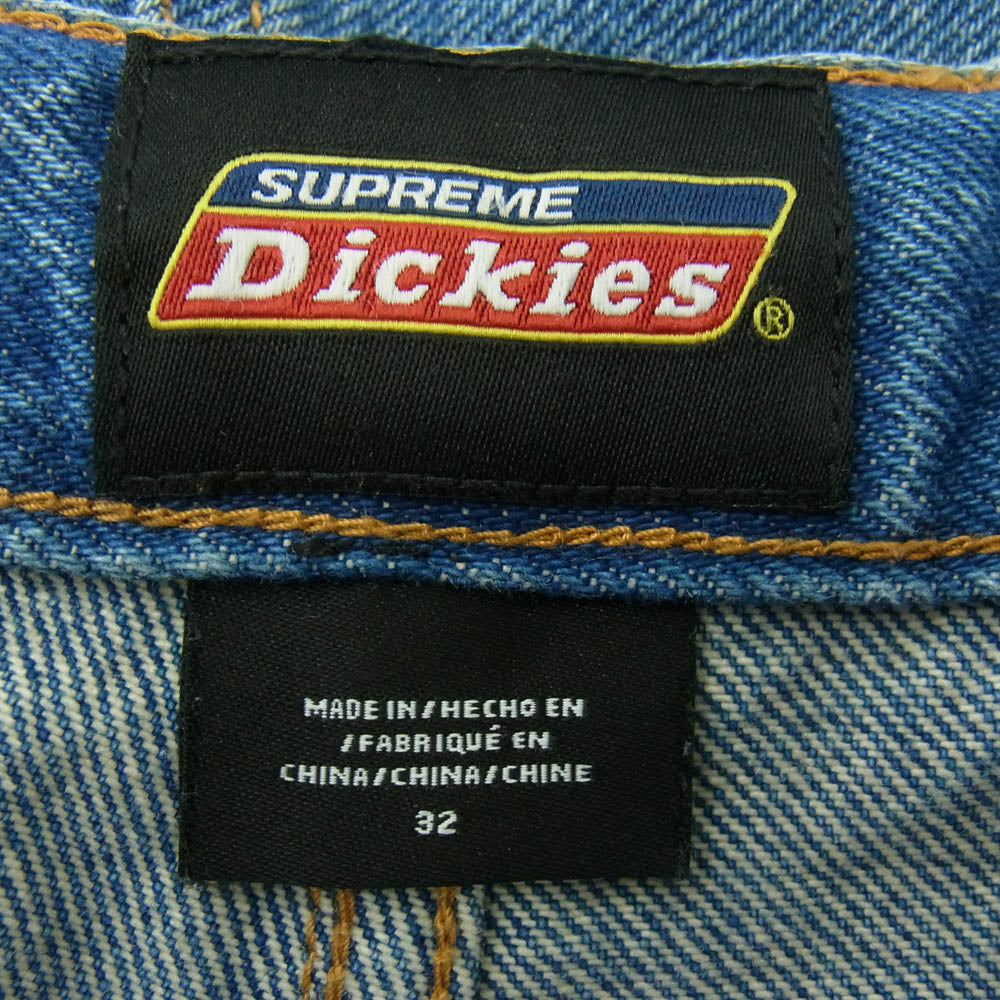 SUPREME
Dickies®
MADE IN/HECHO EN
/FABRIQUÉ EN
CHINA/CHINA/CHINE
32